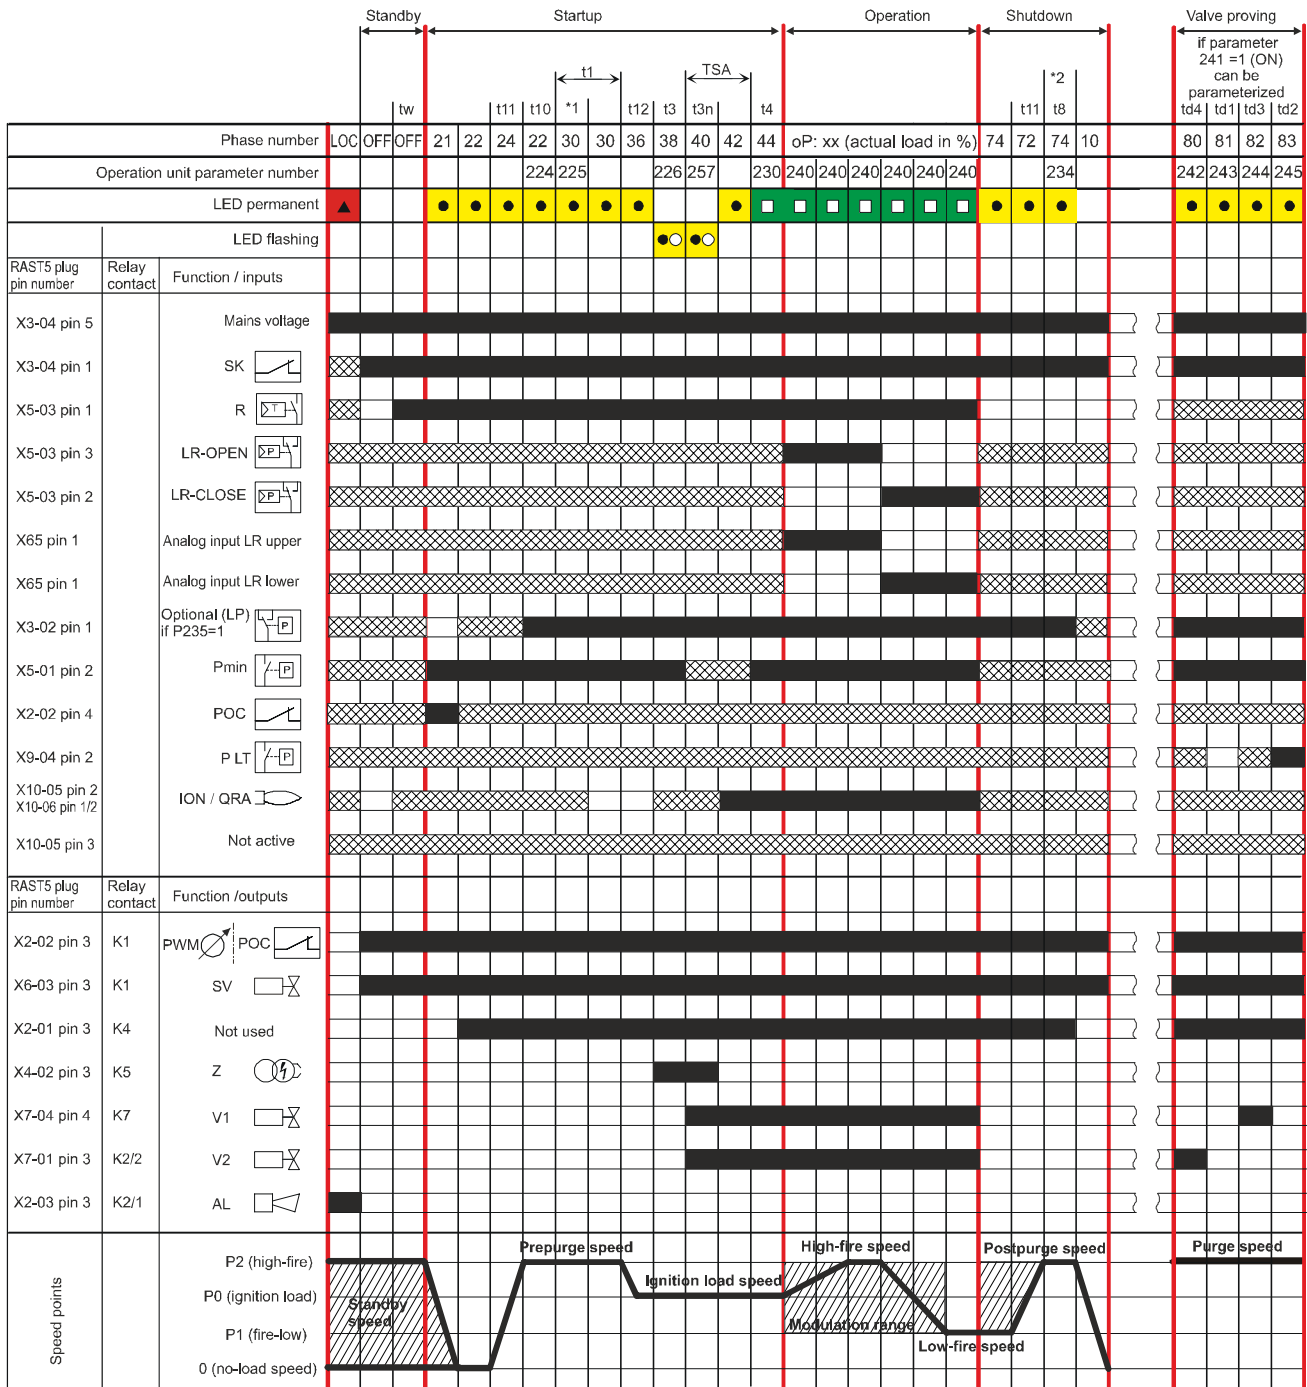 Standby Startup Operation Shutdown Valve proving
if parameter
241 =1 (ON)
can be
parameterized
t1 TSA *2
tw t11 t10 *1 t12 t3 t3n t4 t11 t8 td4 td1 td3 td2
Phase number LOC OFF OFF 21 22 24 22 30 30 36 38 40 42 44 oP: xx (actual load in %) 74 72 74 10 80 81 82 83
Operation unit parameter number 224 225 226 257 230 240 240 240 240 240 240 234 242 243 244 245
LED permanent
LED flashing
RAST5 plug pin number Relay contact Function / inputs
X3-04 pin 5 Mains voltage
X3-04 pin 1 SK
X5-03 pin 1 R T
X5-03 pin 3 LR-OPEN P
X5-03 pin 2 LR-CLOSE P
X65 pin 1 Analog input LR upper
X65 pin 1 Analog input LR lower
X3-02 pin 1 Optional (LP) if P235=1 P
X5-01 pin 2 Pmin P
X2-02 pin 4 POC
X9-04 pin 2 P LT P
X10-05 pin 2
X10-06 pin 1/2 ION / QRA
X10-05 pin 3 Not active
RAST5 plug pin number Relay contact Function /outputs
X2-02 pin 3 K1 PWM POC
X6-03 pin 3 K1 SV
X2-01 pin 3 K4 Not used
X4-02 pin 3 K5 Z
X7-04 pin 4 K7 V1
X7-01 pin 3 K2/2 V2
X2-03 pin 3 K2/1 AL
Speed points
P2 (high-fire)
P0 (ignition load)
P1 (fire-low)
0 (no-load speed)
Standby speed
Prepurge speed
Ignition load speed
High-fire speed
Modulation range
Low-fire speed
Postpurge speed
Purge speed